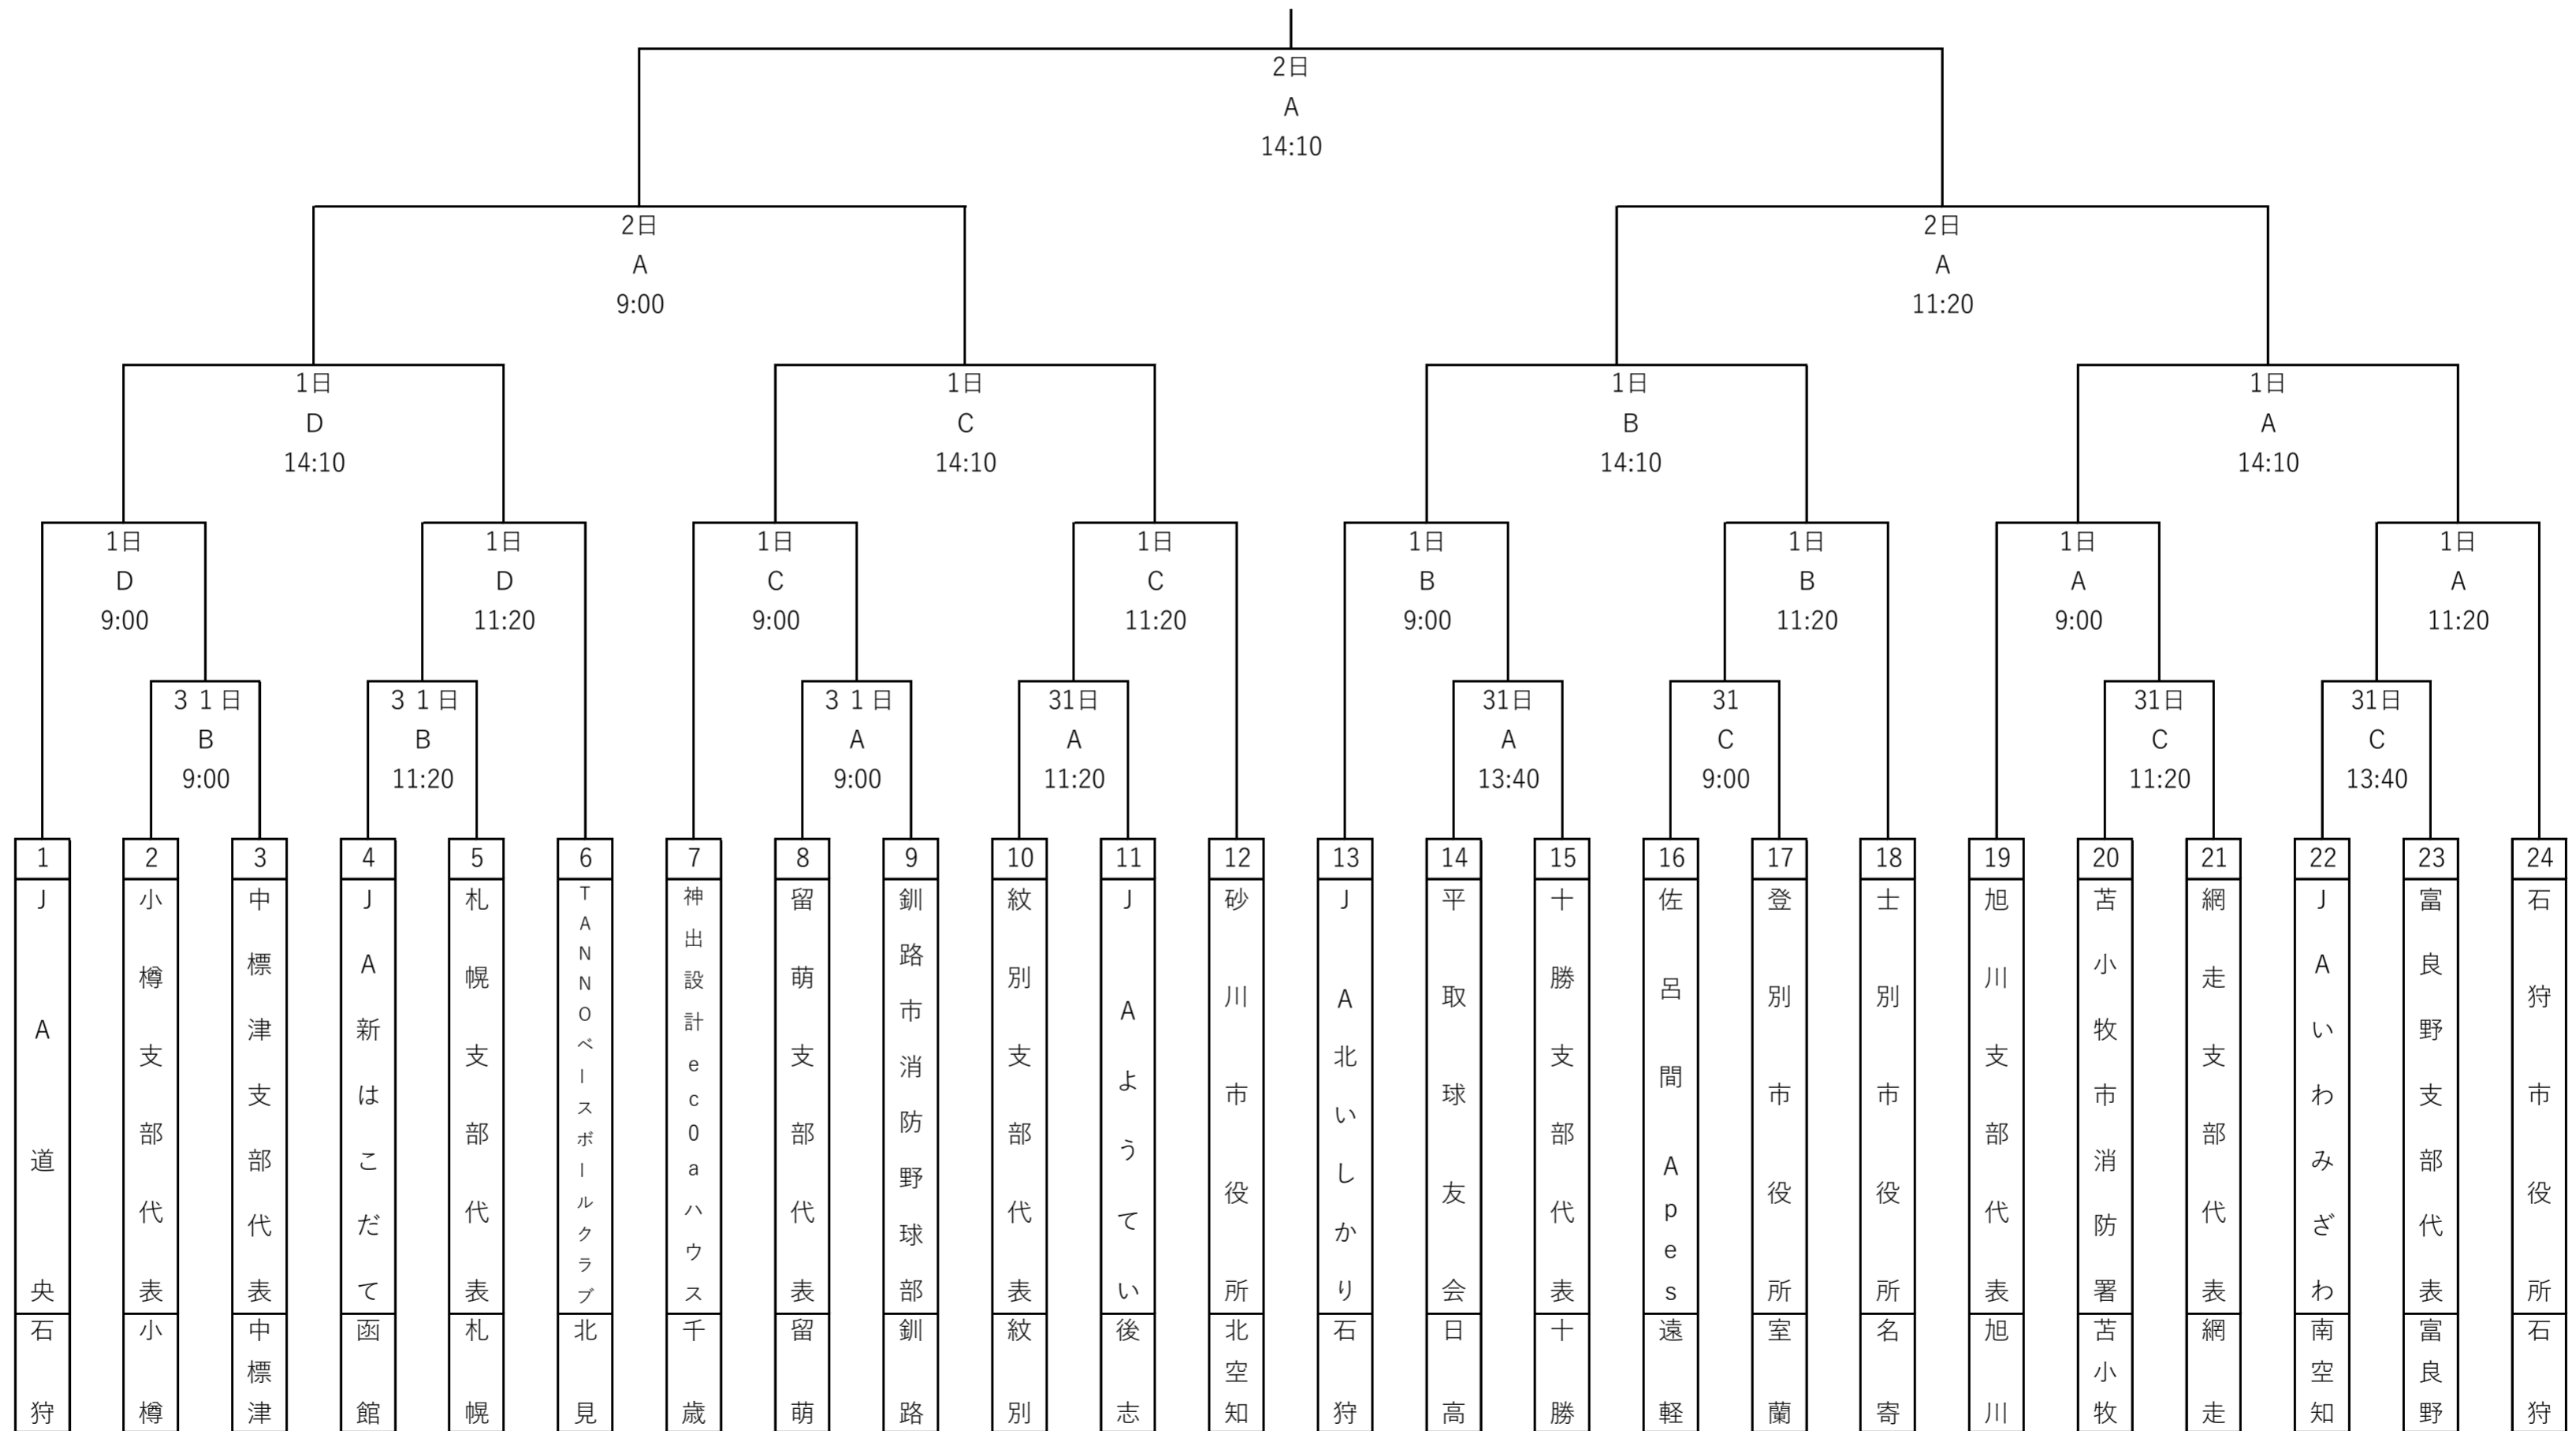 2日
A
14:10
2日
A
9:00
2日
A
11:20
1日
D
14:10
1日
C
14:10
1日
B
14:10
1日
A
14:10
1日
D
9:00
1日
D
11:20
1日
C
9:00
1日
C
11:20
1日
B
9:00
1日
B
11:20
1日
A
9:00
1日
A
11:20
３１日
B
9:00
３１日
B
11:20
３１日
A
9:00
31日
A
11:20
31日
A
13:40
31
C
9:00
31日
C
11:20
31日
C
13:40
1
JA道央
石狩
2
小樽支部代表
小樽
3
中標津支部代表
中標津
4
JA新はこだて
函館
5
札幌支部代表
札幌
6
TANNOベースボールクラブ
北見
7
神出設計ec0aハウス
千歳
8
留萌支部代表
留萌
9
釧路市消防野球部
釧路
10
紋別支部代表
紋別
11
JAようてい
後志
12
砂川市役所
北空知
13
JA北いしかり
石狩
14
平取球友会
日高
15
十勝支部代表
十勝
16
佐呂間Apes
遠軽
17
登別市役所
室蘭
18
士別市役所
名寄
19
旭川支部代表
旭川
20
苫小牧市消防署
苫小牧
21
網走支部代表
網走
22
JAいわみざわ
南空知
23
富良野支部代表
富良野
24
石狩市役所
石狩